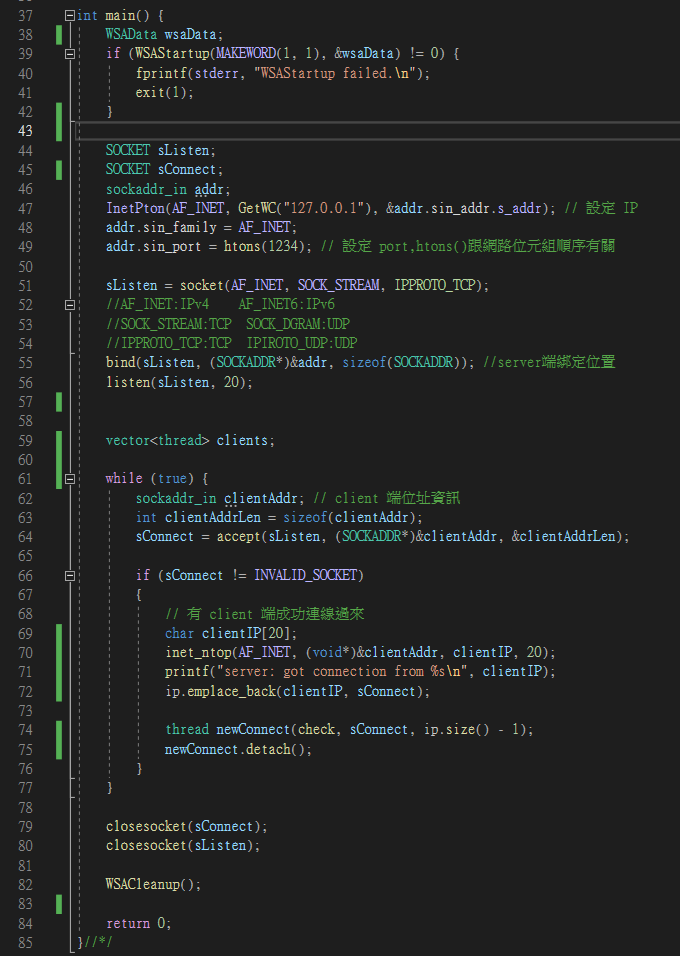 37 int main() {
38 WSAData wsaData;
39 if (WSAStartup(MAKEWORD(1, 1), &wsaData) != 0) {
40 fprintf(stderr, "WSAStartup failed.\n");
41 exit(1);
42 }
43
44 SOCKET sListen;
45 SOCKET sConnect;
46 sockaddr_in addr;
47 InetPton(AF_INET, GetWC("127.0.0.1"), &addr.sin_addr.s_addr); // 設定 IP
48 addr.sin_family = AF_INET;
49 addr.sin_port = htons(1234); // 設定 port,htons()跟網路位元組順序有關
50
51 sListen = socket(AF_INET, SOCK_STREAM, IPPROTO_TCP);
52 //AF_INET:IPv4    AF_INET6:IPv6
53 //SOCK_STREAM:TCP  SOCK_DGRAM:UDP
54 //IPPROTO_TCP:TCP  IPIROTO_UDP:UDP
55 bind(sListen, (SOCKADDR*)&addr, sizeof(SOCKADDR)); //server端綁定位置
56 listen(sListen, 20);
57
58
59 vector<thread> clients;
60
61 while (true) {
62 sockaddr_in clientAddr; // client 端位址資訊
63 int clientAddrLen = sizeof(clientAddr);
64 sConnect = accept(sListen, (SOCKADDR*)&clientAddr, &clientAddrLen);
65
66 if (sConnect != INVALID_SOCKET)
67 {
68 // 有 client 端成功連線過來
69 char clientIP[20];
70 inet_ntop(AF_INET, (void*)&clientAddr, clientIP, 20);
71 printf("server: got connection from %s\n", clientIP);
72 ip.emplace_back(clientIP, sConnect);
73
74 thread newConnect(check, sConnect, ip.size() - 1);
75 newConnect.detach();
76 }
77 }
78
79 closesocket(sConnect);
80 closesocket(sListen);
81
82 WSACleanup();
83
84 return 0;
85 }//*/